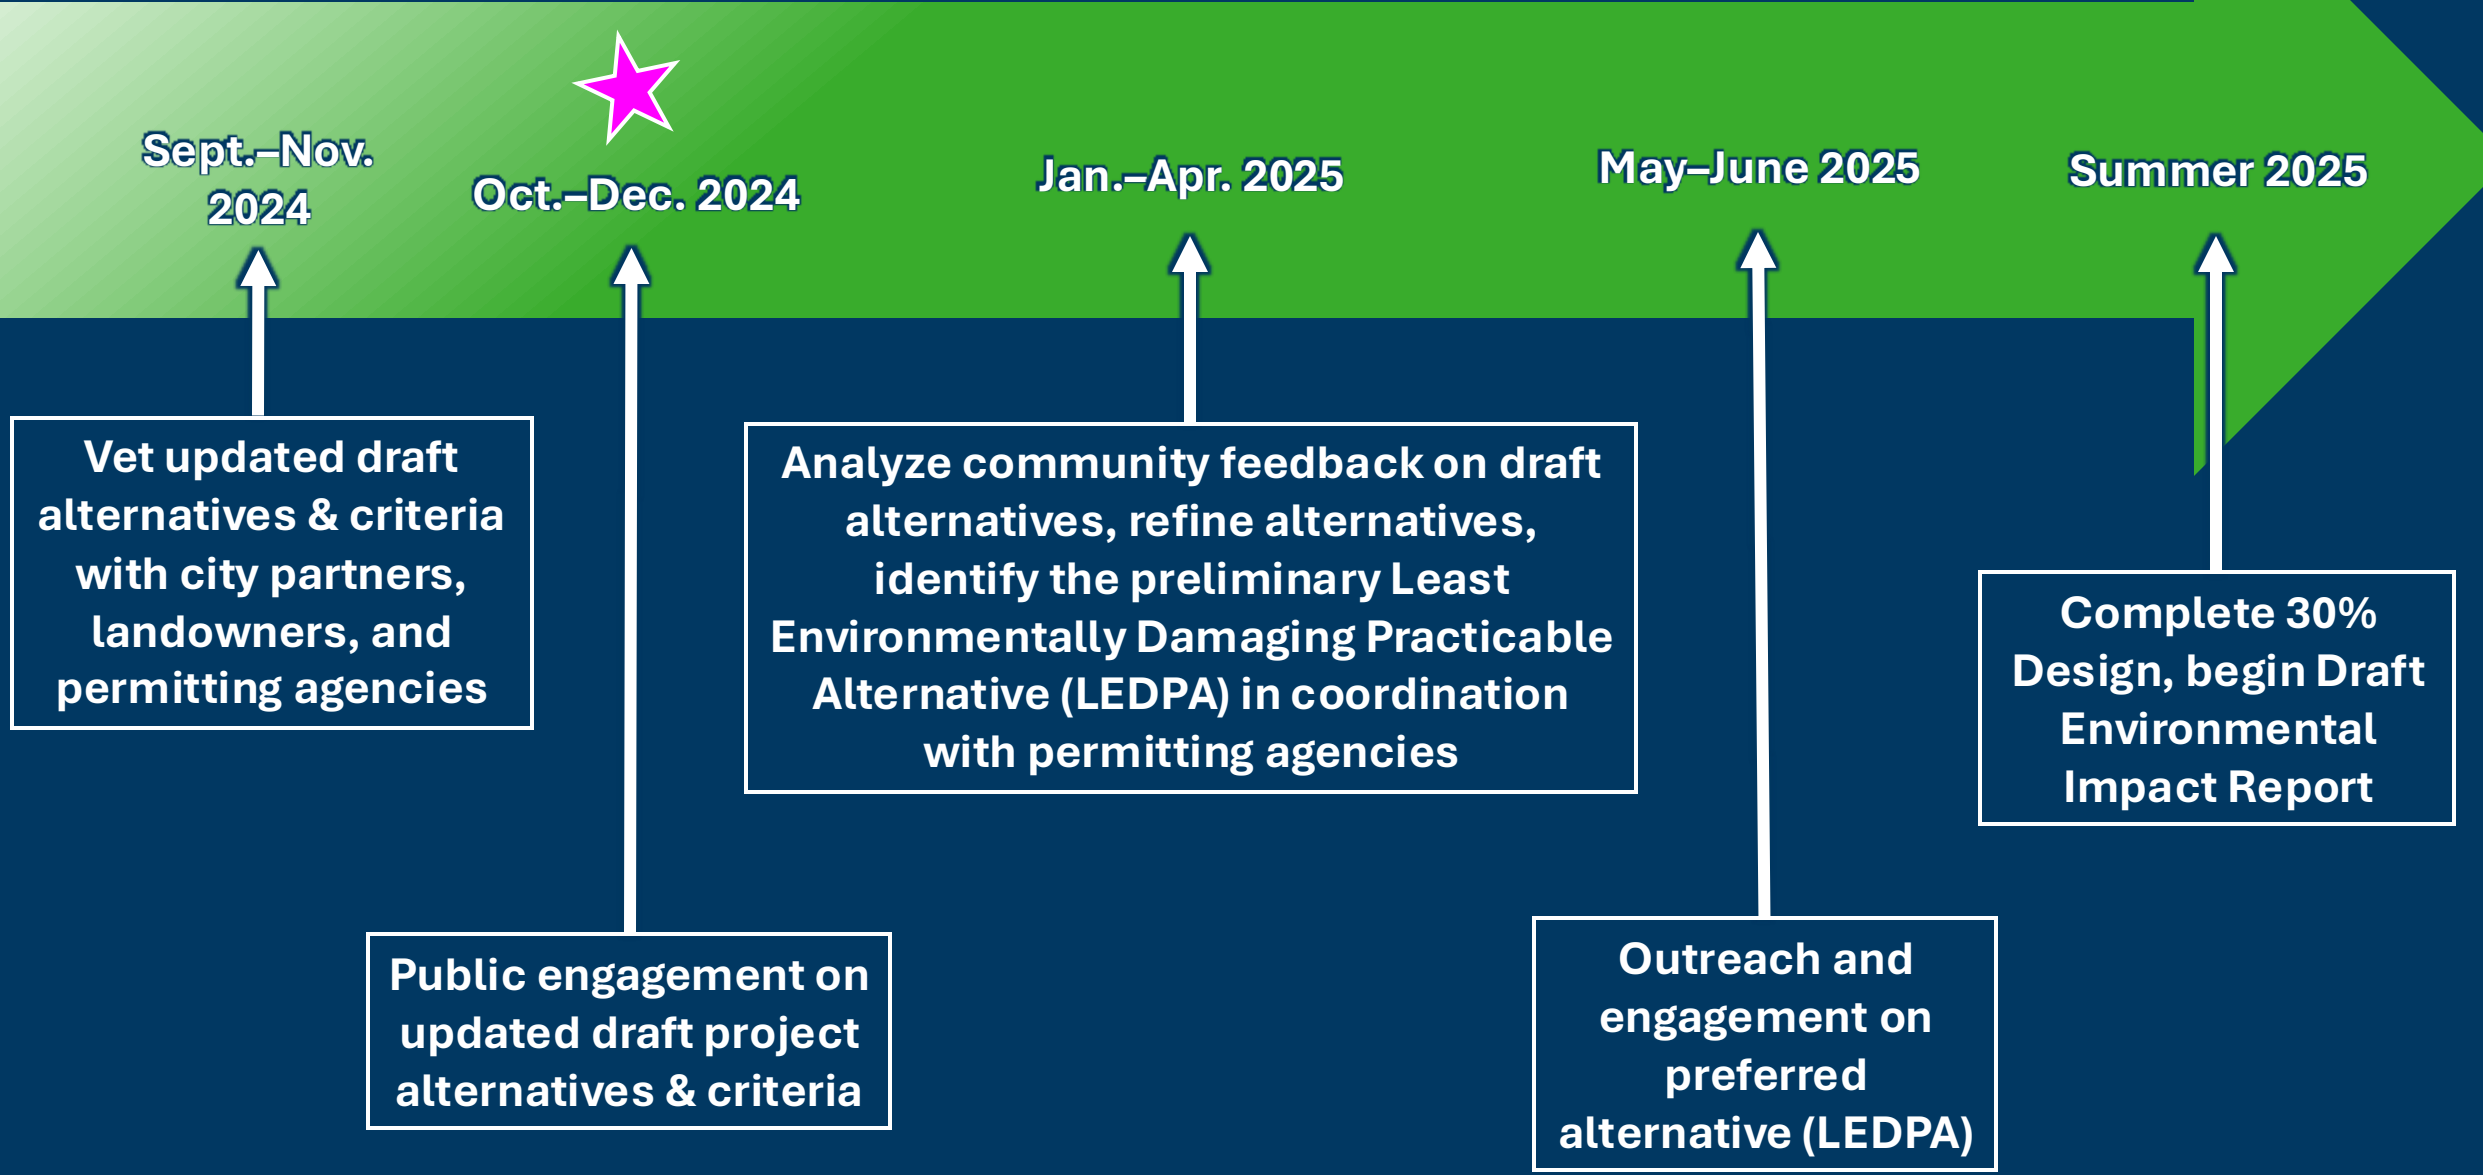 Sept.–Nov.
2024
Oct.–Dec. 2024
Jan.–Apr. 2025
May–June 2025
Summer 2025
Vet updated draft
alternatives & criteria
with city partners,
landowners, and
permitting agencies
Public engagement on
updated draft project
alternatives & criteria
Analyze community feedback on draft
alternatives, refine alternatives,
identify the preliminary Least
Environmentally Damaging Practicable
Alternative (LEDPA) in coordination
with permitting agencies
Outreach and
engagement on
preferred
alternative (LEDPA)
Complete 30%
Design, begin Draft
Environmental
Impact Report